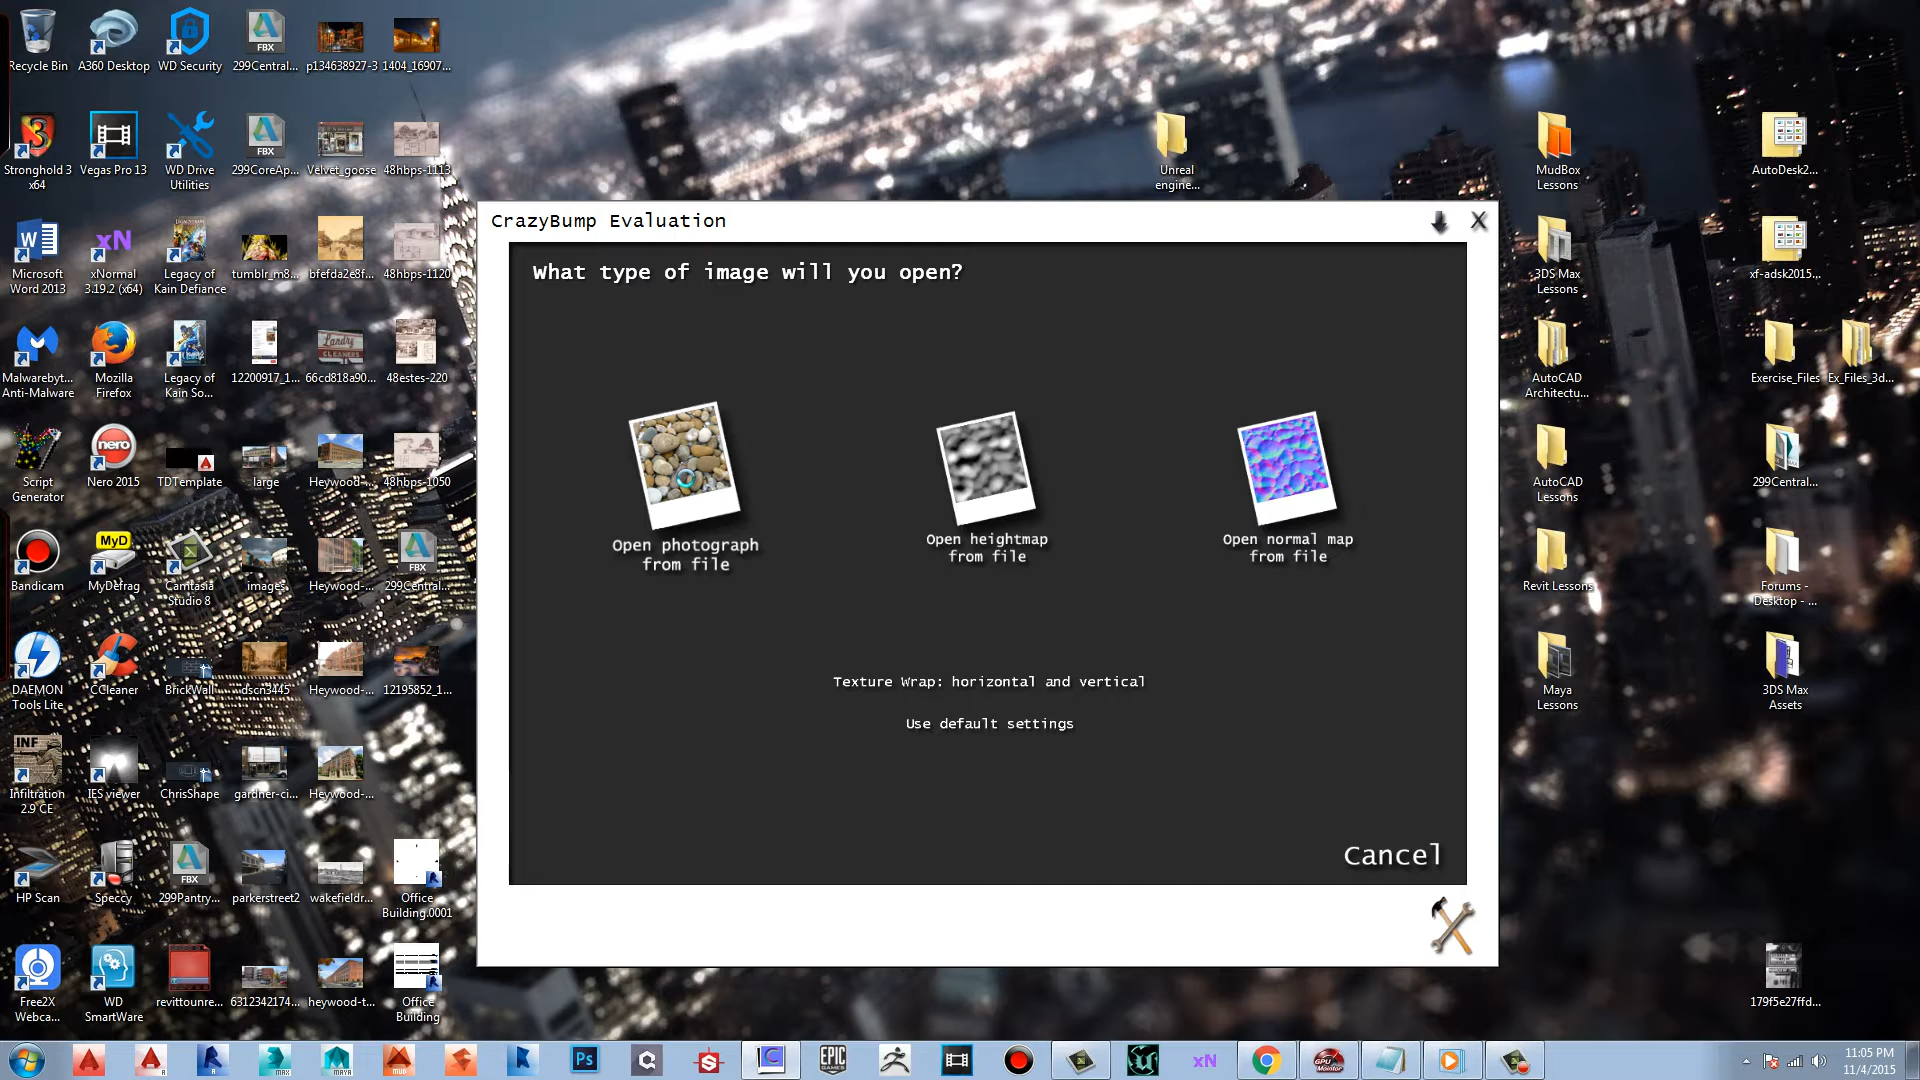 Recycle Bin
A360 Desktop
WD Security
299Central...
p134638927-3
1404_16907...
Stronghold 3
x64
Vegas Pro 13
WD Drive
Utilities
299CoreAp...
Velvet_goose
48hbps-1113
Microsoft
Word 2013
xNormal
3.19.2 (x64)
Legacy of
Kain Defiance
tumblr_m8...
bfefda2e8f...
48hbps-1120
Malwarebyt...
Anti-Malware
Mozilla
Firefox
Legacy of
Kain So...
12200917_1...
66cd818a90...
48estes-220
Script
Generator
Nero 2015
TDTemplate
large
Heywood-...
48hbps-1050
Bandicam
MyDefrag
Camtasia
Studio 8
images
Heywood-...
299Central...
DAEMON
Tools Lite
CCleaner
BrickWall
dscn3445
Heywood-...
12195852_1...
Infiltration
2.9 CE
IES viewer
ChrisShape
gardner-ci...
Heywood-...
HP Scan
Speccy
299Pantry...
parkerstreet2
wakefieldr...
Office
Building.0001
Free2X
Webca...
WD
SmartWare
revittounre...
6312342174...
heywood-t...
Office
Building
Unreal
engine...
MudBox
Lessons
AutoDesk2...
3DS Max
Lessons
xf-adsk2015...
AutoCAD
Architectu...
Exercise_Files
Ex_Files_3d...
AutoCAD
Lessons
299Central...
Revit Lessons
Forums -
Desktop - ...
Maya
Lessons
3DS Max
Assets
179f5e27ffd...
CrazyBump Evaluation
X
What type of image will you open?
Open photograph
from file
Open heightmap
from file
Open normal map
from file
Texture Wrap: horizontal and vertical
Use default settings
Cancel
11:05 PM
11/4/2015